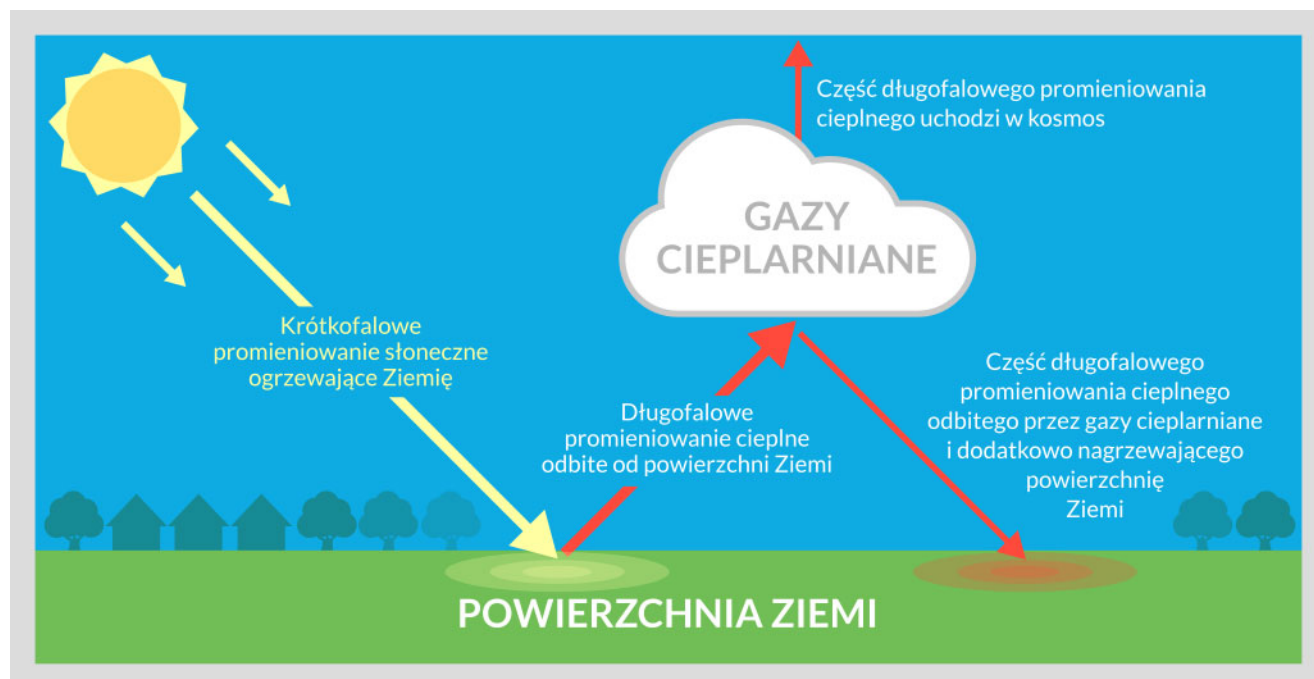 Część długofalowego promieniowania
cieplnego uchodzi w kosmos
GAZY
CIEPLARNIANE
Krótkofalowe
promieniowanie słoneczne
ogrzewające Ziemię
Długofalowe
promieniowanie cieplne
odbite od powierzchni Ziemi
Część długofalowego
promieniowania cieplnego
odbitego przez gazy cieplarniane
i dodatkowo nagrzewającego
powierzchnię
Ziemi
POWIERZCHNIA ZIEMI